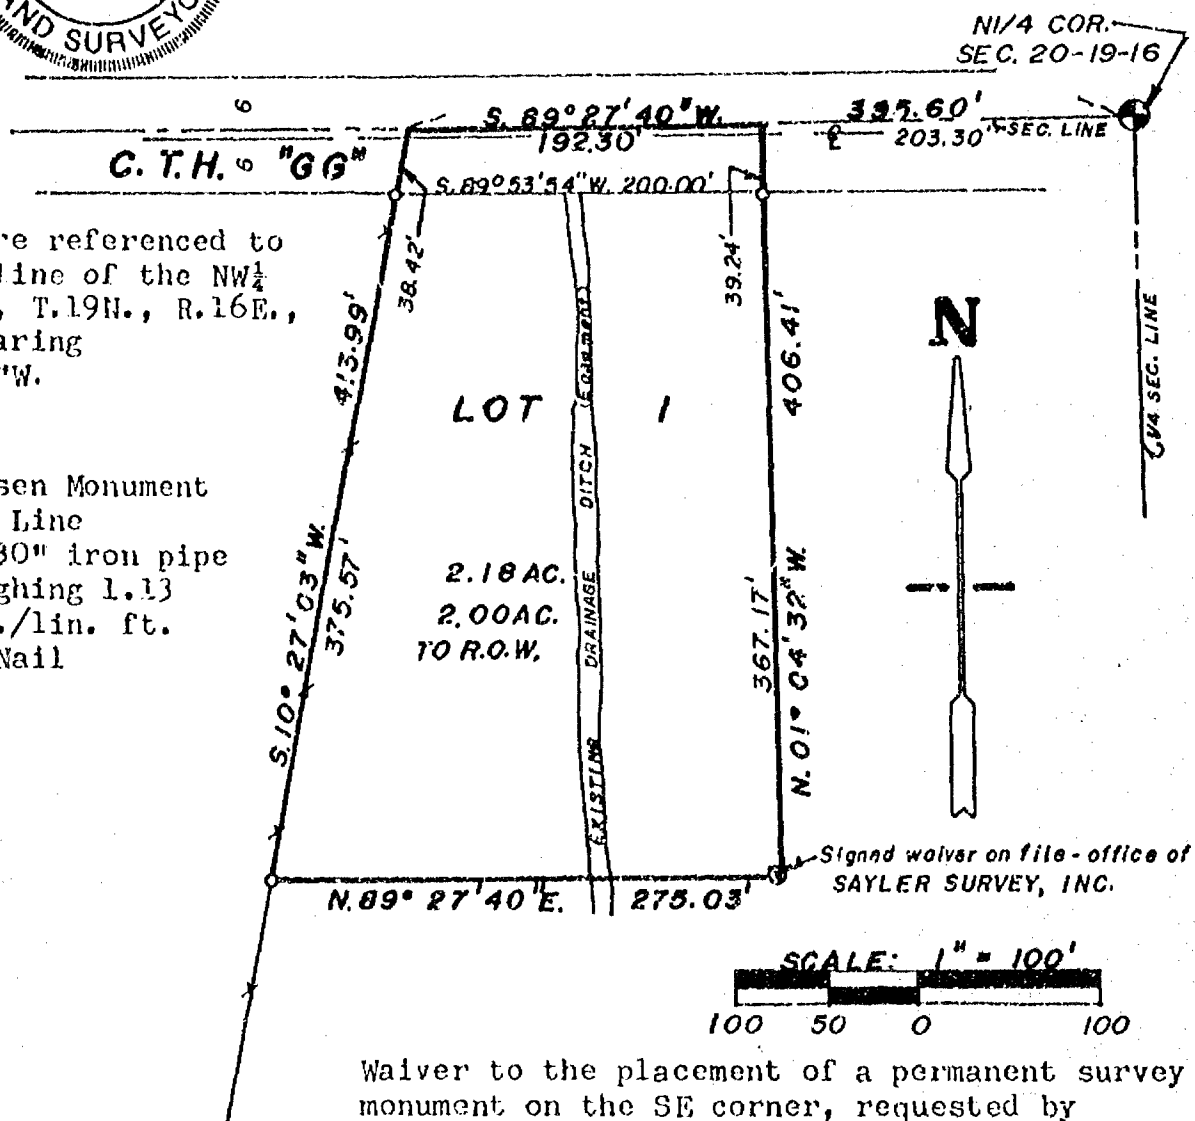 AND SURVEYO
N1/4 COR.
SEC. 20-19-16
S. 89° 27' 40" W.
192.30'
395.60'
203.30'
SEC. LINE
C. T. H. "GG"
S. 89° 53' 54" W. 200.00'
38.42'
39.24'
re referenced to
line of the NW¼
, T.19N., R.16E.,
aring
"W.
sen Monument
Line
30" iron pipe
ghing 1.13
./lin. ft.
Nail
413.99'
S. 10° 27' 03" W.
375.57'
LOT 1
2.18 AC.
2.00 AC.
TO R.O.W.
EXISTING DRAINAGE DITCH (Easment)
406.41'
367.17'
N. 01° 04' 32" W.
N
1/4 SEC. LINE
Signed waiver on file - office of
SAYLER SURVEY, INC.
N. 89° 27' 40" E. 275.03'
SCALE: 1" = 100'
100 50 0 100
Waiver to the placement of a permanent survey
monument on the SE corner, requested by